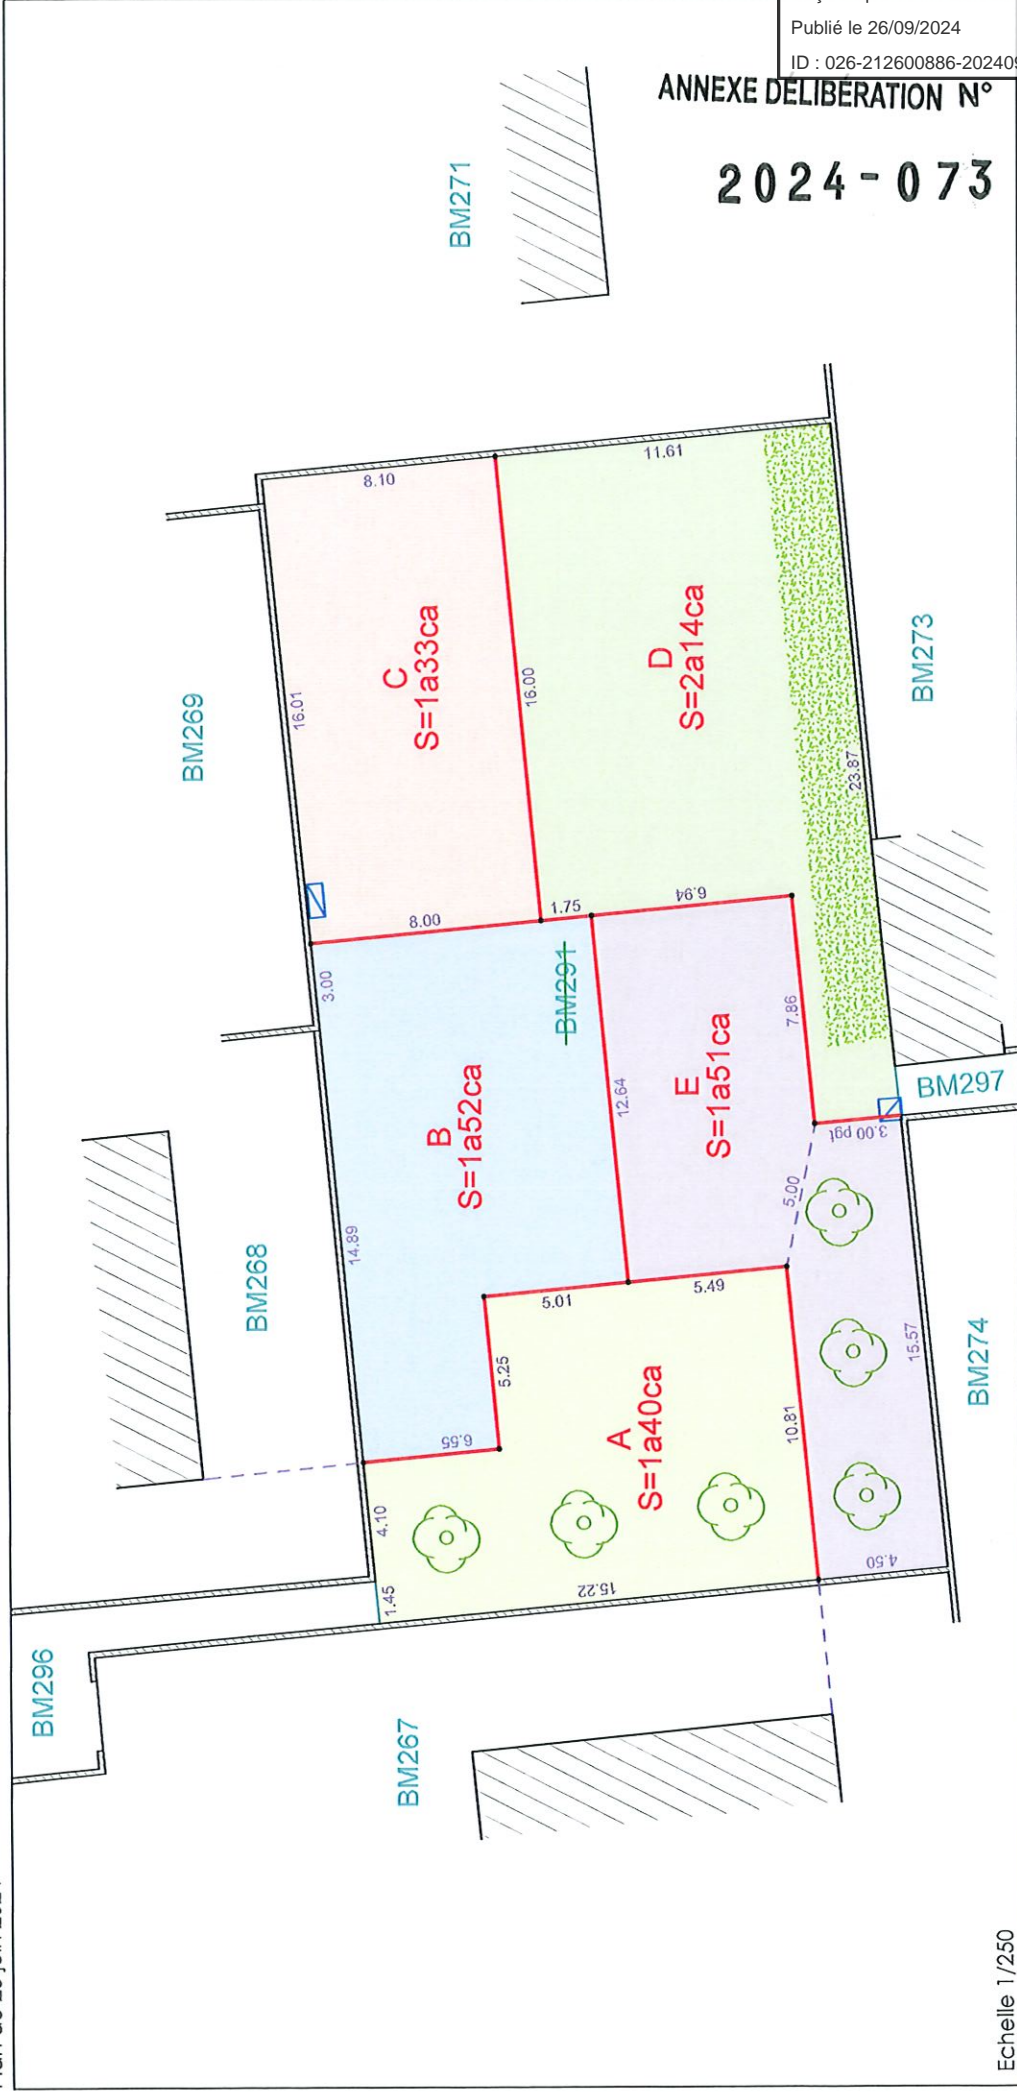 Publié le 26/09/2024
ID : 026-212600886-20240
ANNEXE DÉLIBÉRATION N°
2024-073
BM271
BM269
BM268
BM296
BM267
BM273
BM297
BM274
BM291
8.10
11.61
16.01
C
S=1a33ca
16.00
D
S=2a14ca
23.87
8.00
1.75
6.94
3.00
7.86
B
S=1a52ca
12.64
E
S=1a51ca
3.00 pgt
14.89
5.00
5.01
5.49
5.25
15.57
6.55
A
S=1a40ca
10.81
4.10
1.45
15.22
4.50
Echelle 1/250